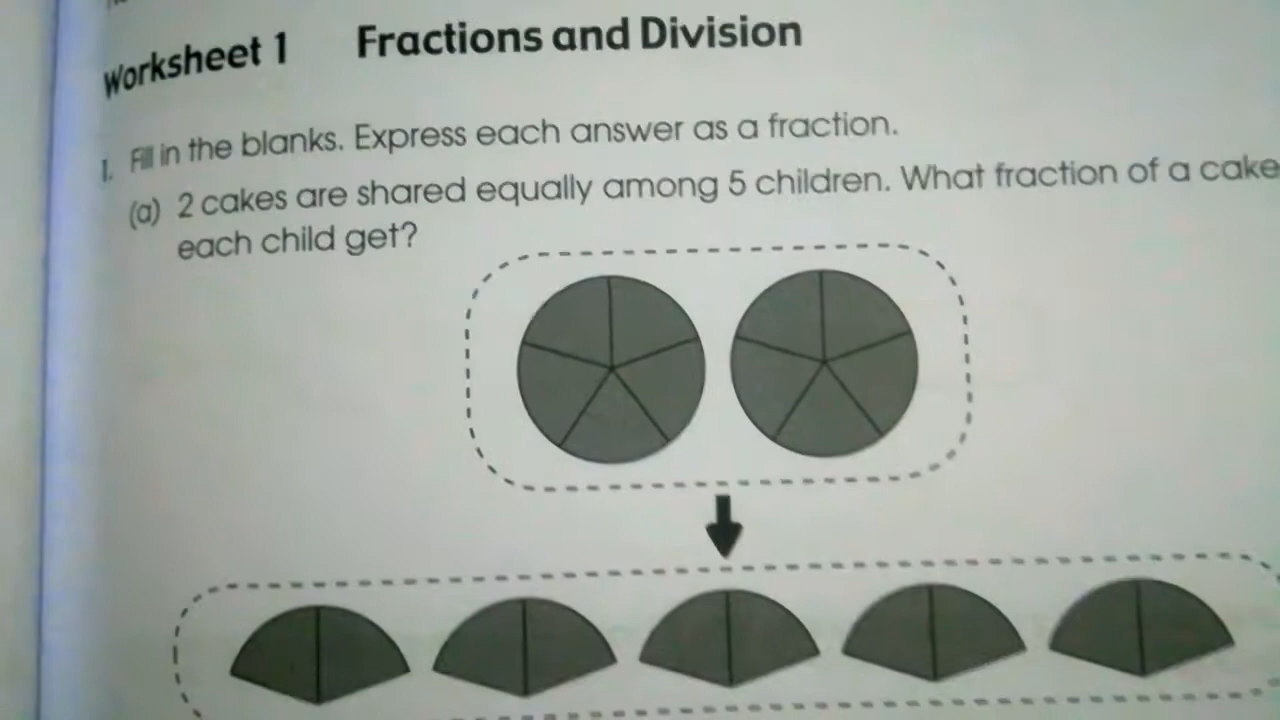 Worksheet 1 Fractions and Division
1. Fill in the blanks. Express each answer as a fraction.
(a) 2 cakes are shared equally among 5 children. What fraction of a cake
each child get?